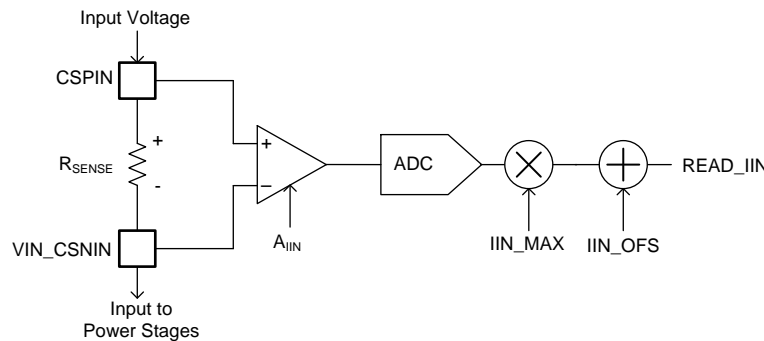 Input Voltage
CSPIN
+
RSENSE
-
VIN_CSNIN
Input to
Power Stages
+
−
AIIN
ADC
IIN_MAX
IIN_OFS
READ_IIN